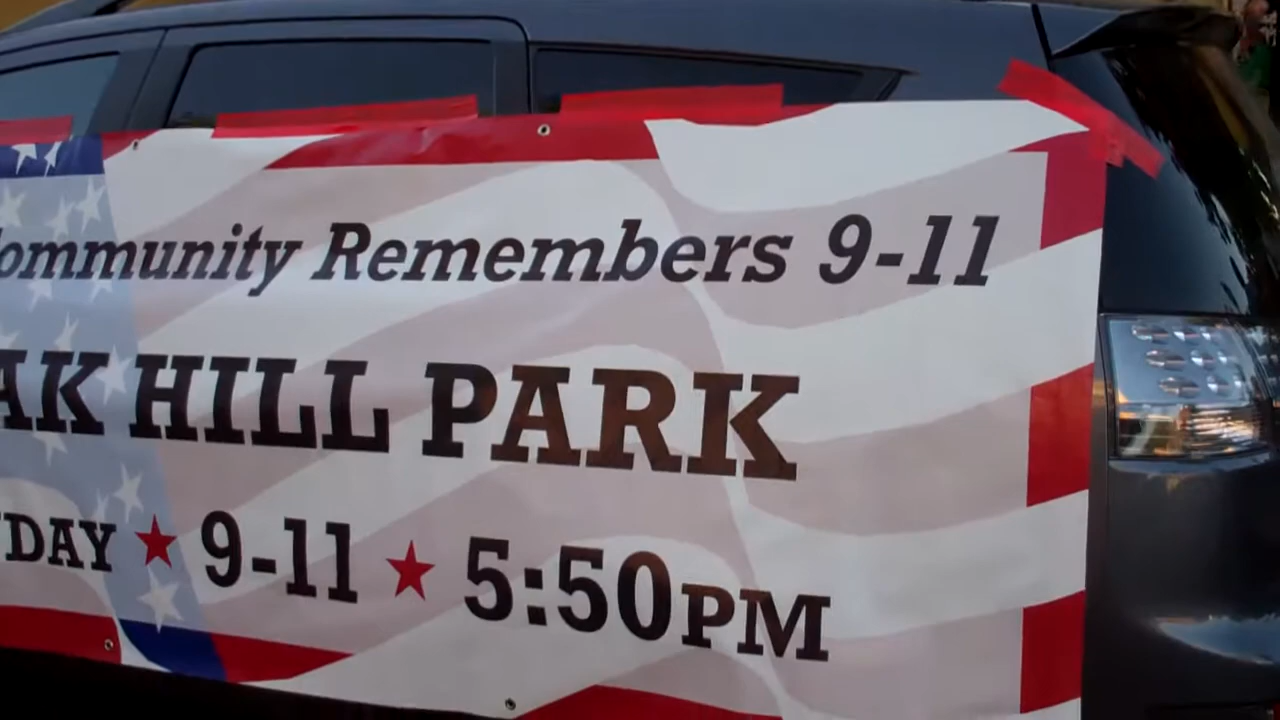 ommunity Remembers 9-11
AK HILL PARK
DAY ★ 9-11 ★ 5:50PM